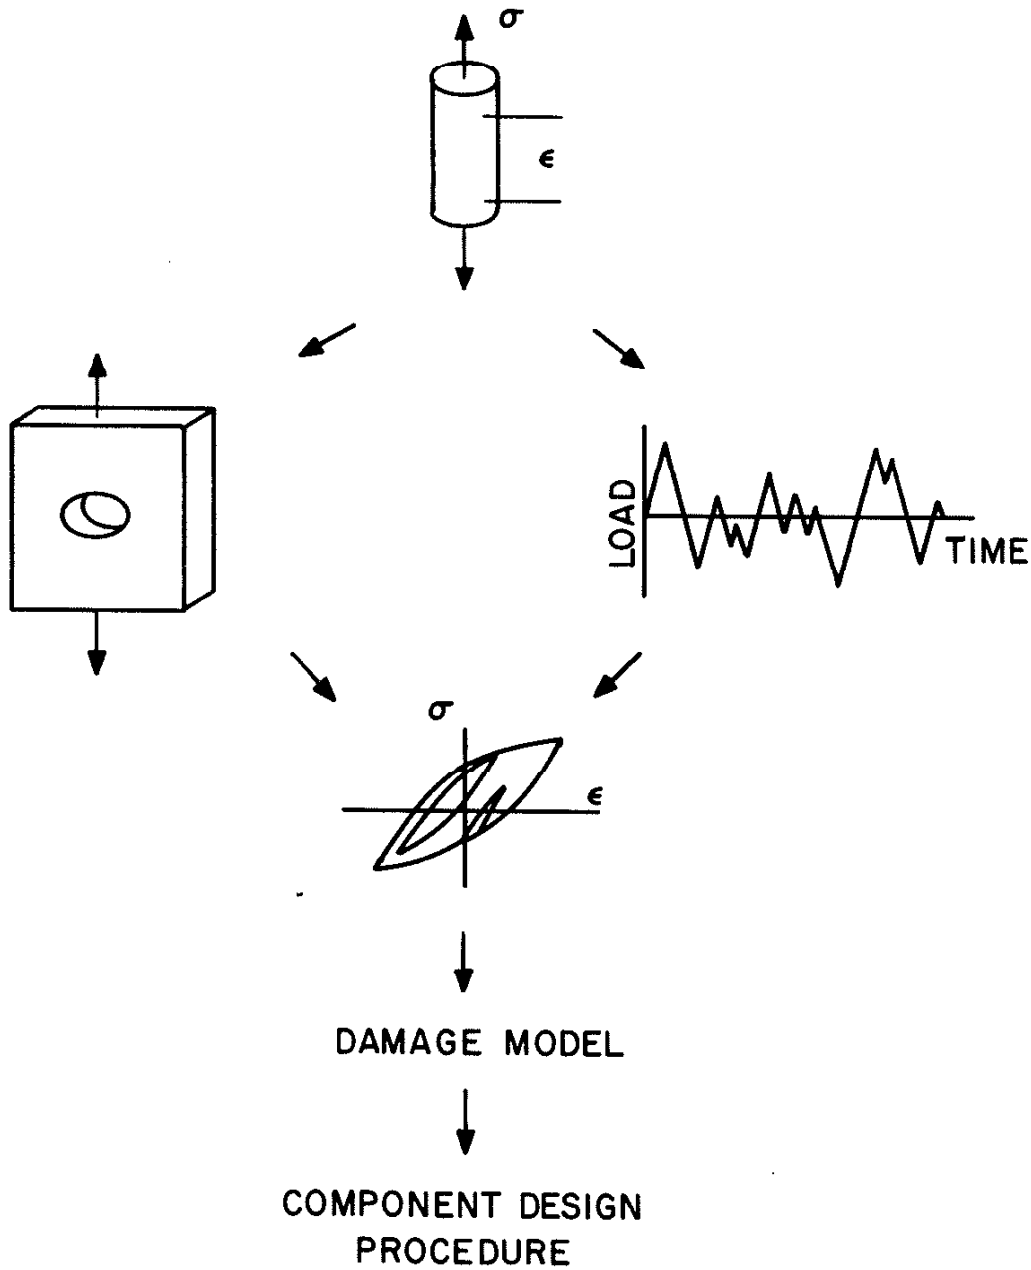 σ
ϵ
LOAD
TIME
σ
ϵ
DAMAGE MODEL
COMPONENT DESIGN
PROCEDURE